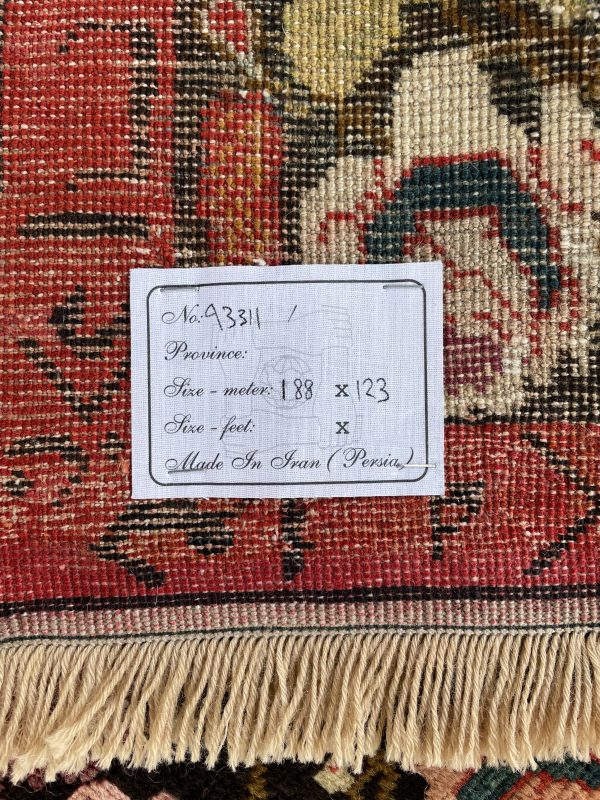 No: 93311 /
Province:
Size - meter: 188 x 123
Size - feet: x
Made In Iran ( Persia )